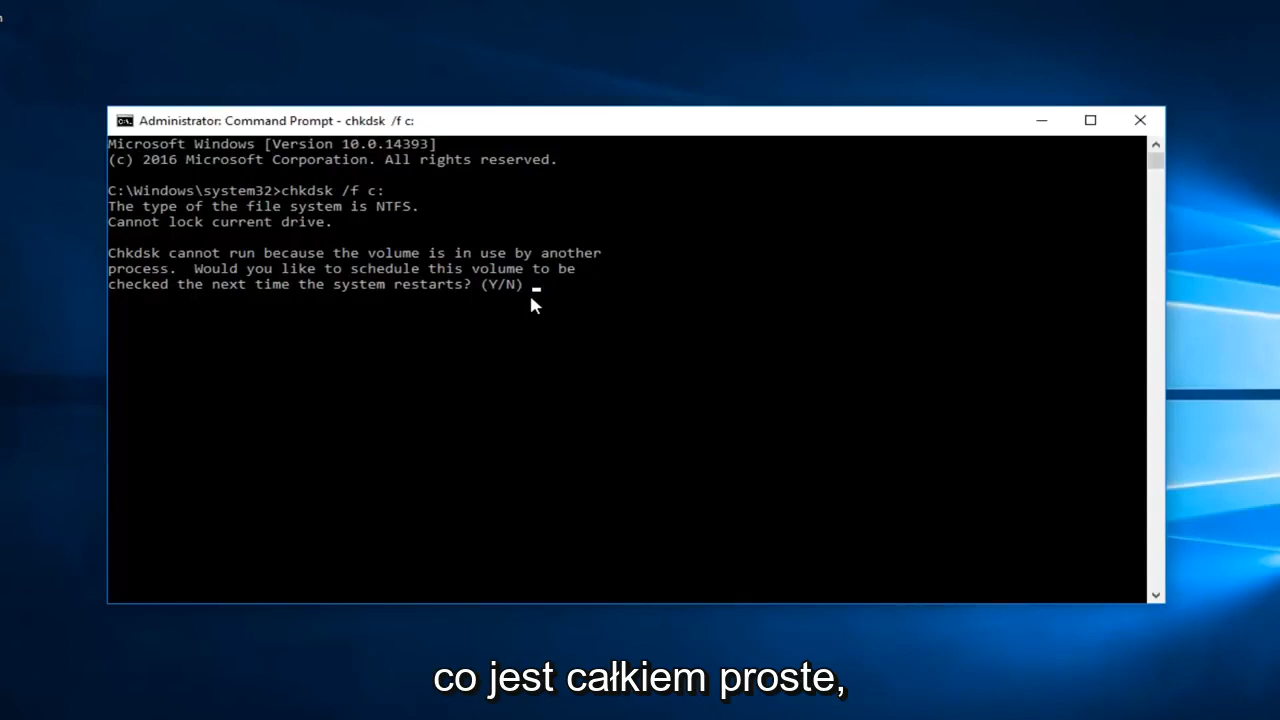 Administrator: Command Prompt - chkdsk /f c:
Microsoft Windows [Version 10.0.14393]
(c) 2016 Microsoft Corporation. All rights reserved.
C:\Windows\system32>chkdsk /f c:
The type of the file system is NTFS.
Cannot lock current drive.
Chkdsk cannot run because the volume is in use by another
process.  Would you like to schedule this volume to be
checked the next time the system restarts? (Y/N)
co jest całkiem proste,